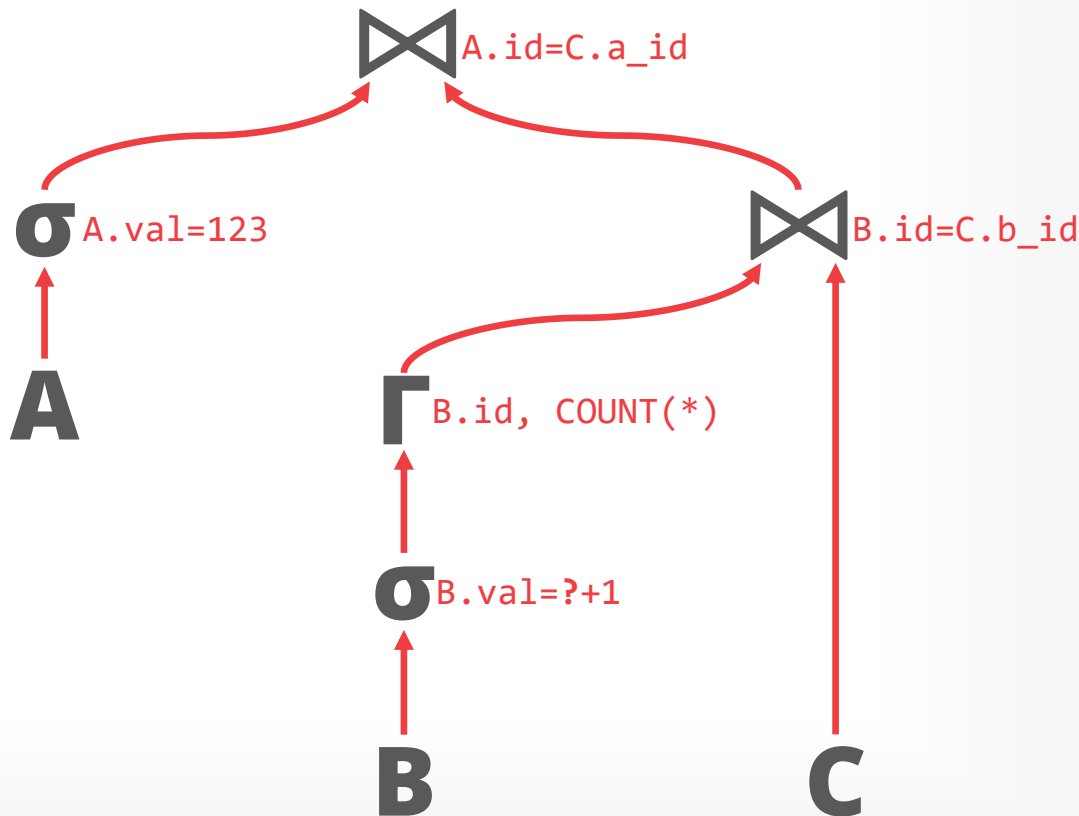 ⋈ A.id=C.a_id
σ A.val=123
⋈ B.id=C.b_id
A
Γ B.id, COUNT(*)
σ B.val=?+1
B
C